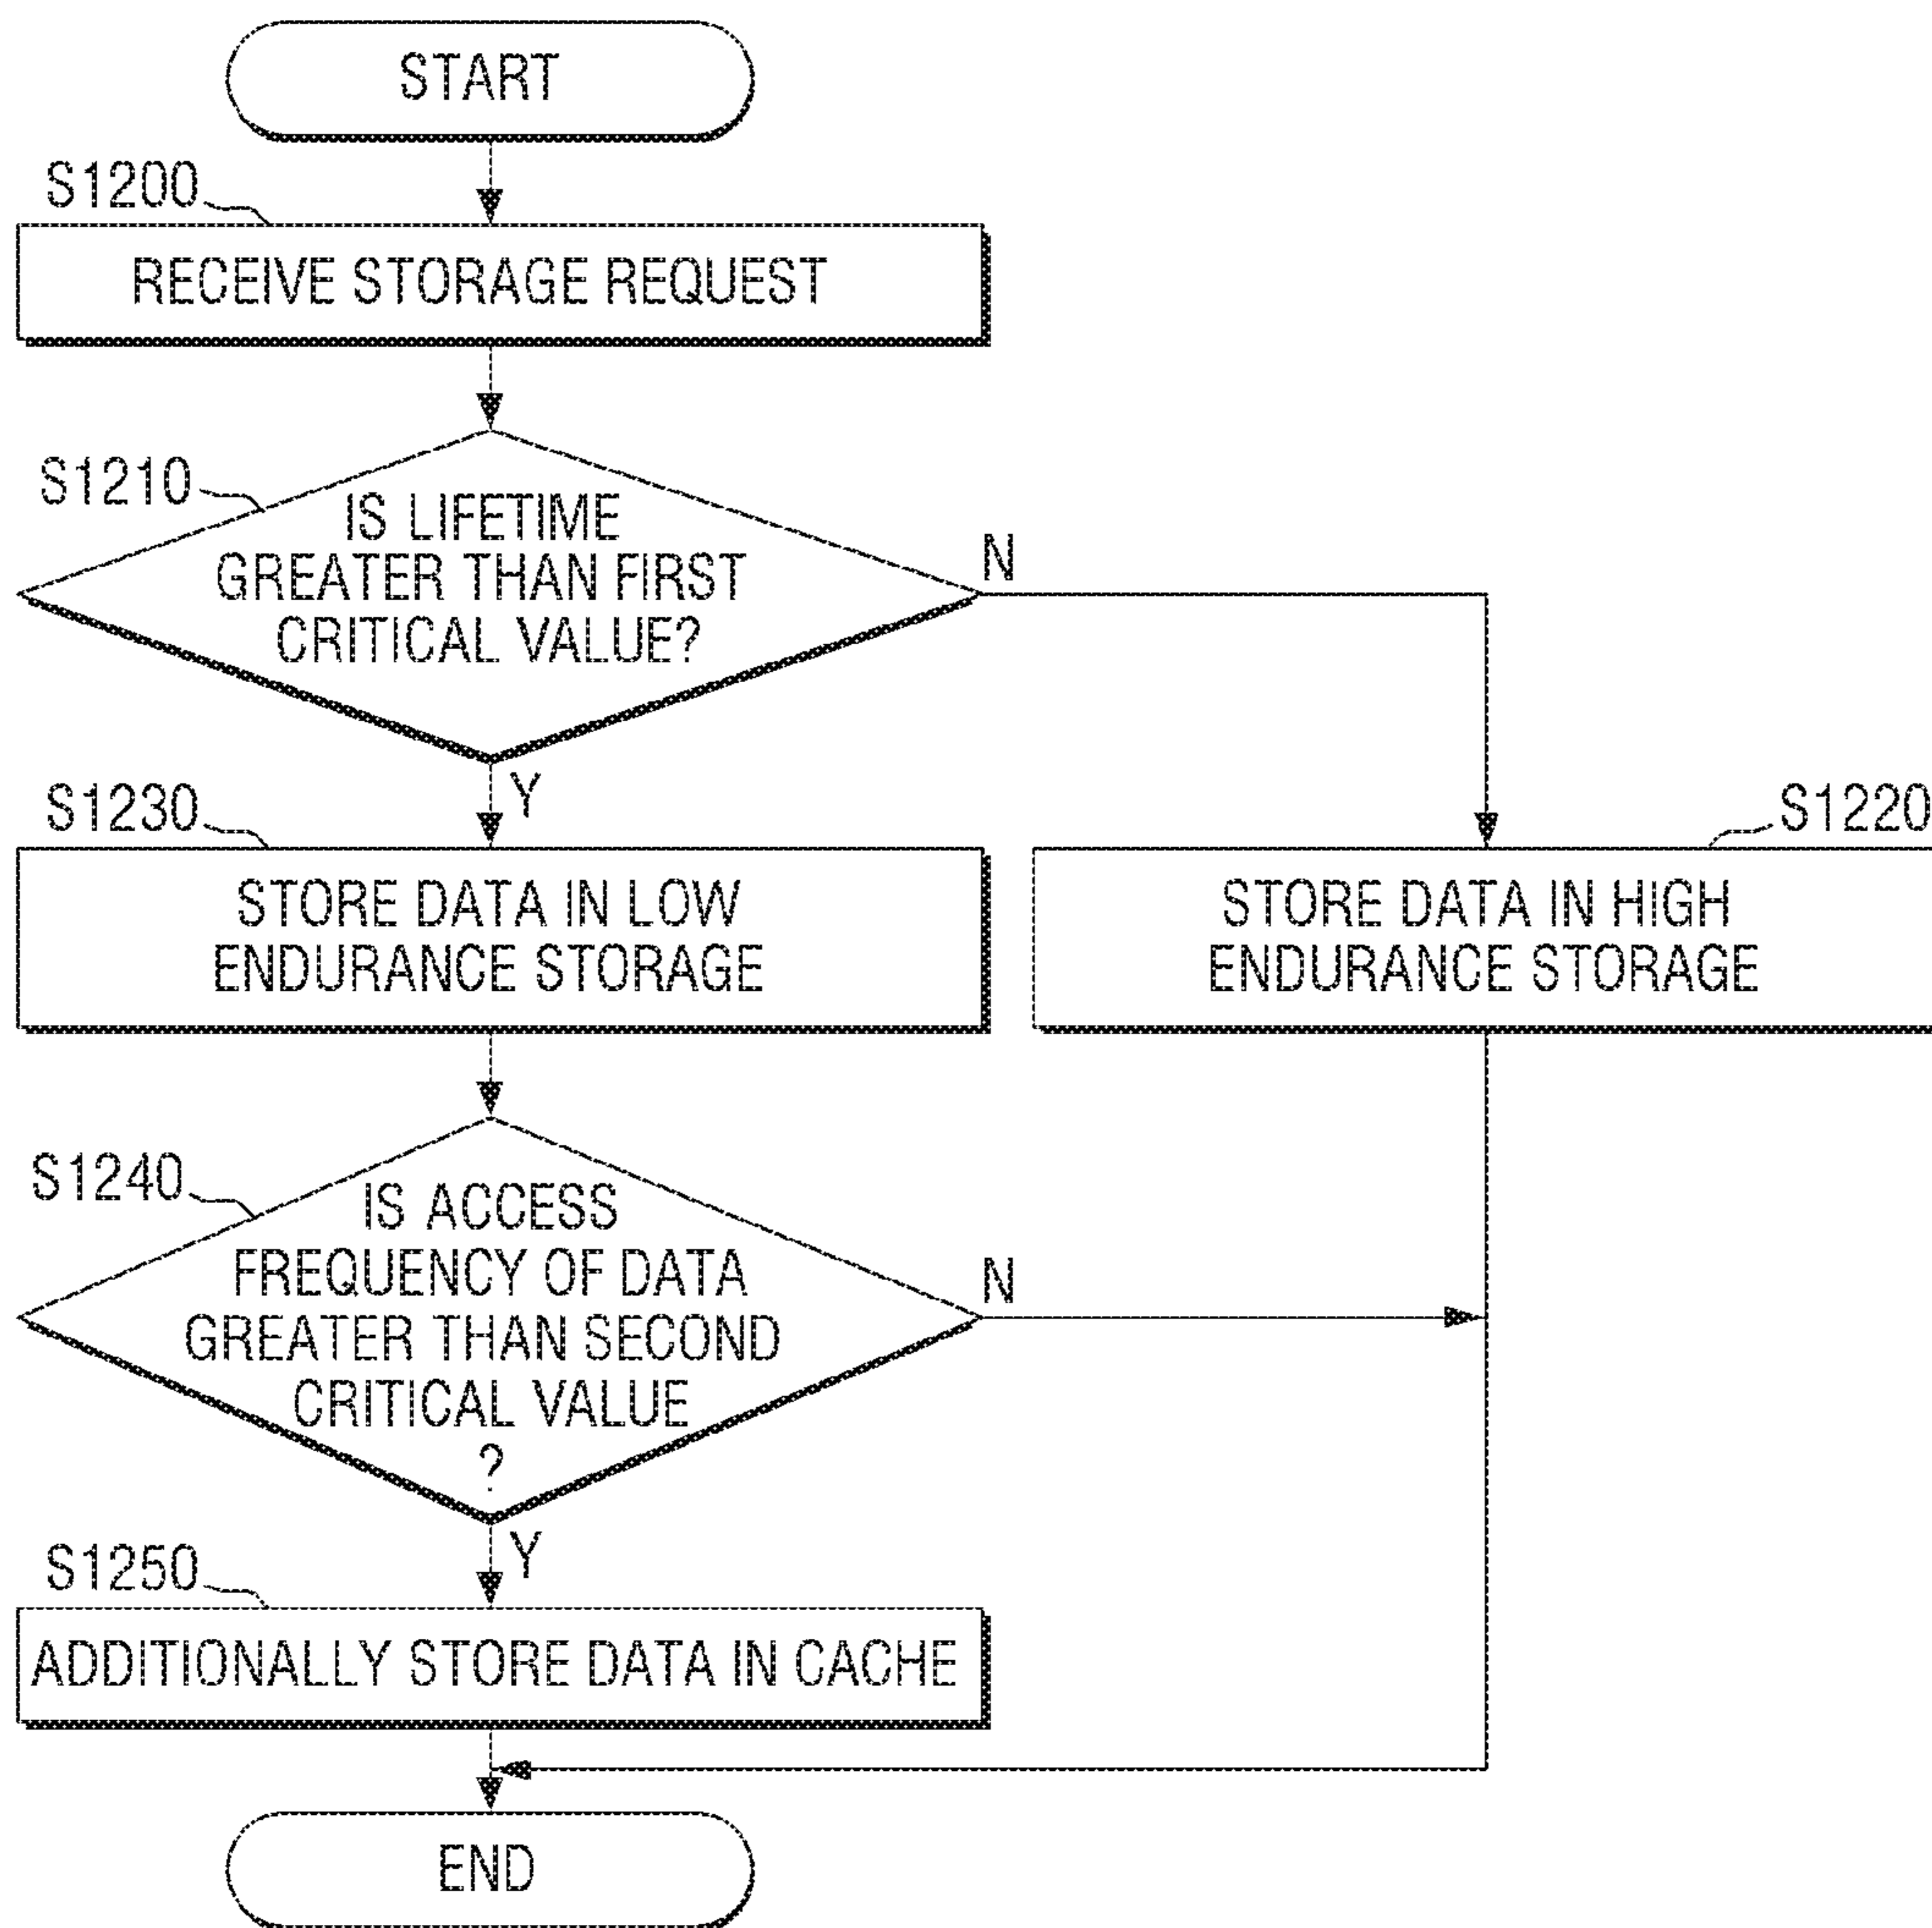 START
S1200
RECEIVE STORAGE REQUEST
S1210
IS LIFETIME
GREATER THAN FIRST
CRITICAL VALUE?
N
Y
S1230
STORE DATA IN LOW
ENDURANCE STORAGE
S1220
STORE DATA IN HIGH
ENDURANCE STORAGE
S1240
IS ACCESS
FREQUENCY OF DATA
GREATER THAN SECOND
CRITICAL VALUE
?
N
Y
S1250
ADDITIONALLY STORE DATA IN CACHE
END